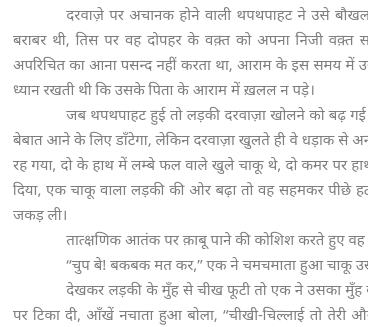 दरवाज़े पर अचानक होने वाली थपथपाहट ने उसे बौखल
बराबर थी, तिस पर वह दोपहर के वक़्त को अपना निजी वक़्त स
अपरिचित का आना पसन्द नहीं करता था, आराम के इस समय में उ
ध्यान रखती थी कि उसके पिता के आराम में ख़लल न पड़े।
जब थपथपाहट हुई तो लड़की दरवाज़ा खोलने को बढ़ गई
बेबात आने के लिए डाँटेगा, लेकिन दरवाज़ा खुलते ही वे धड़ाक से अन
रह गया, दो के हाथ में लम्बे फल वाले खुले चाकू थे, दो कमर पर हाथ
दिया, एक चाकू वाला लड़की की ओर बढ़ा तो वह सहमकर पीछे हट
जकड़ ली।
तात्क्षणिक आतंक पर क़ाबू पाने की कोशिश करते हुए वह
“चुप बे! बकबक मत कर,” एक ने चमचमाता हुआ चाकू उस
देखकर लड़की के मुँह से चीख फूटी तो एक ने उसका मुँह
पर टिका दी, आँखें नचाता हुआ बोला, “चीखी-चिल्लाई तो तेरी औ